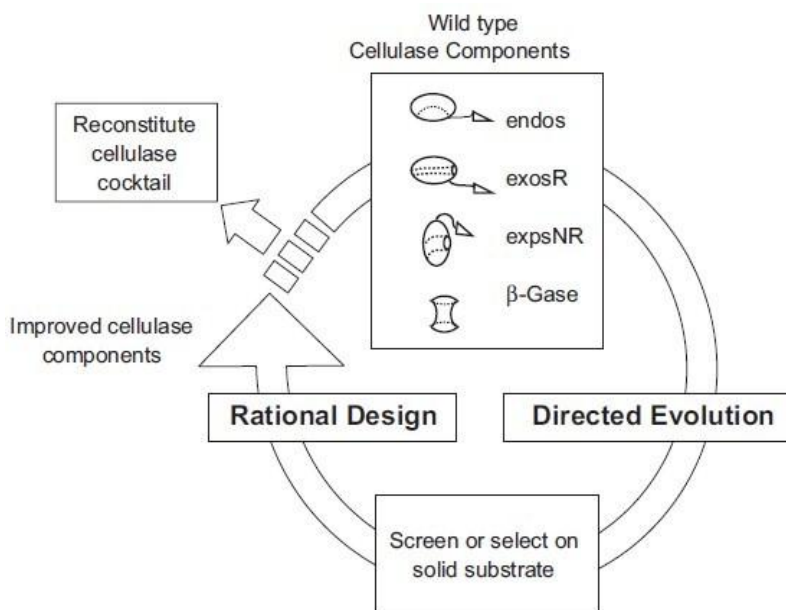 Wild type
Cellulase Components
Reconstitute
cellulase
cocktail
endos
exosR
expsNR
β-Gase
Improved cellulase
components
Rational Design
Directed Evolution
Screen or select on
solid substrate